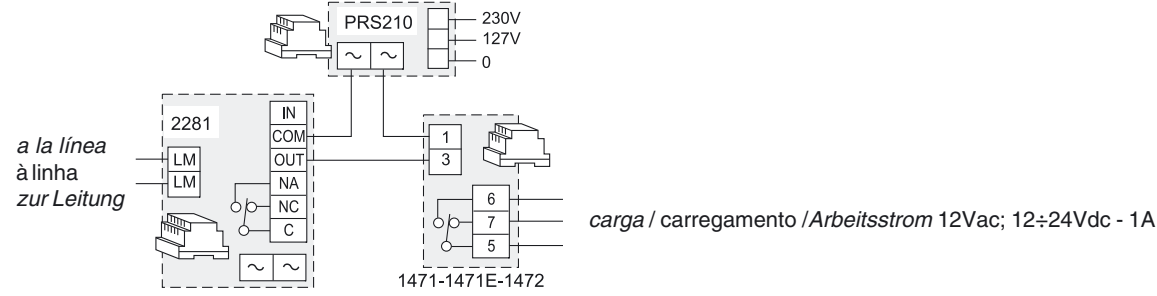 PRS210
230V
127V
0
~ ~
2281
IN
COM
OUT
NA
NC
C
LM
LM
~ ~
a la línea
à linha
zur Leitung
1
3
6
7
5
1471-1471E-1472
carga / carregamento /Arbeitsstrom 12Vac; 12÷24Vdc - 1A